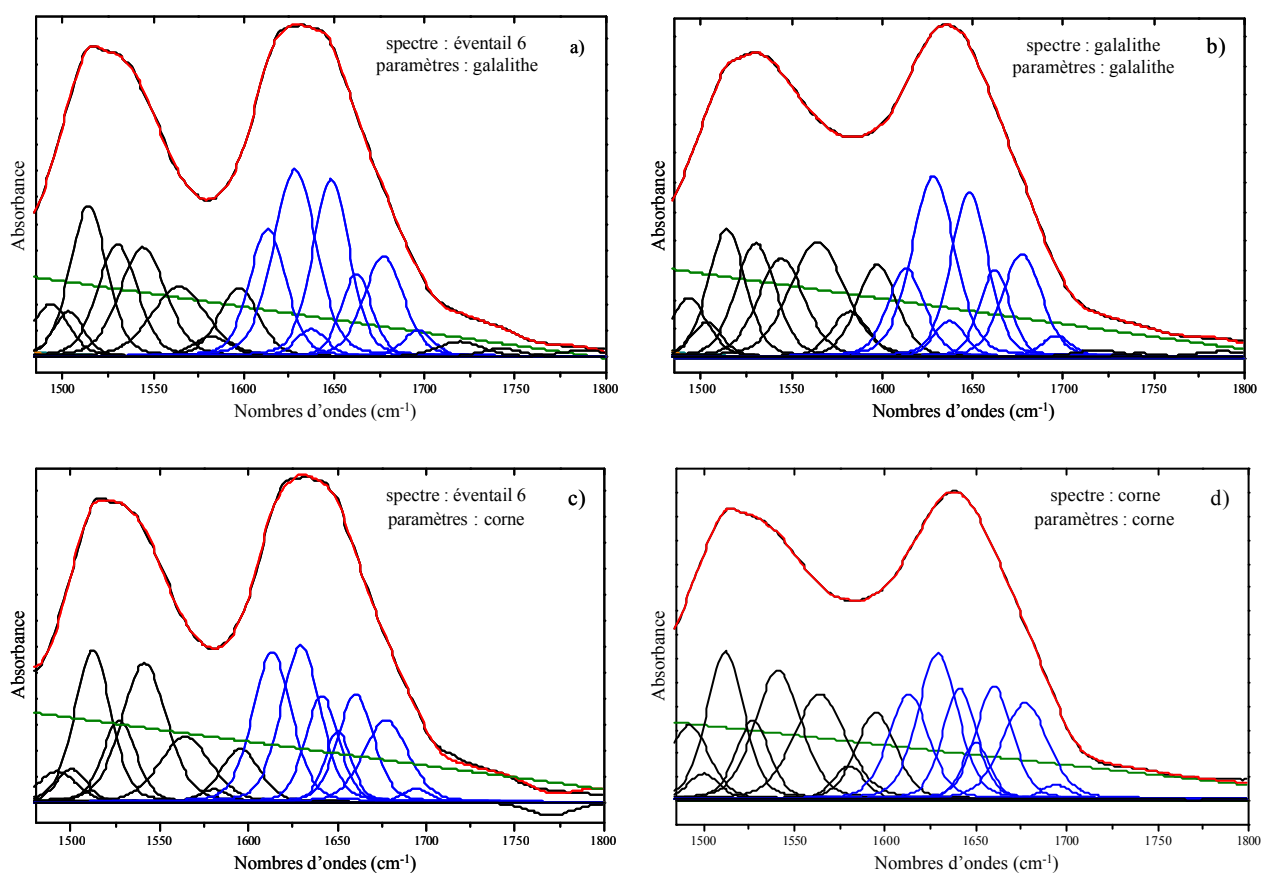 spectre : éventail 6
paramètres : galalithe
a)
Absorbance
1500 1550 1600 1650 1700 1750 1800
Nombres d'ondes (cm⁻¹)
spectre : galalithe
paramètres : galalithe
b)
Absorbance
1500 1550 1600 1650 1700 1750 1800
Nombres d'ondes (cm⁻¹)
spectre : éventail 6
paramètres : corne
c)
Absorbance
1500 1550 1600 1650 1700 1750 1800
Nombres d'ondes (cm⁻¹)
spectre : corne
paramètres : corne
d)
Absorbance
1500 1550 1600 1650 1700 1750 1800
Nombres d'ondes (cm⁻¹)